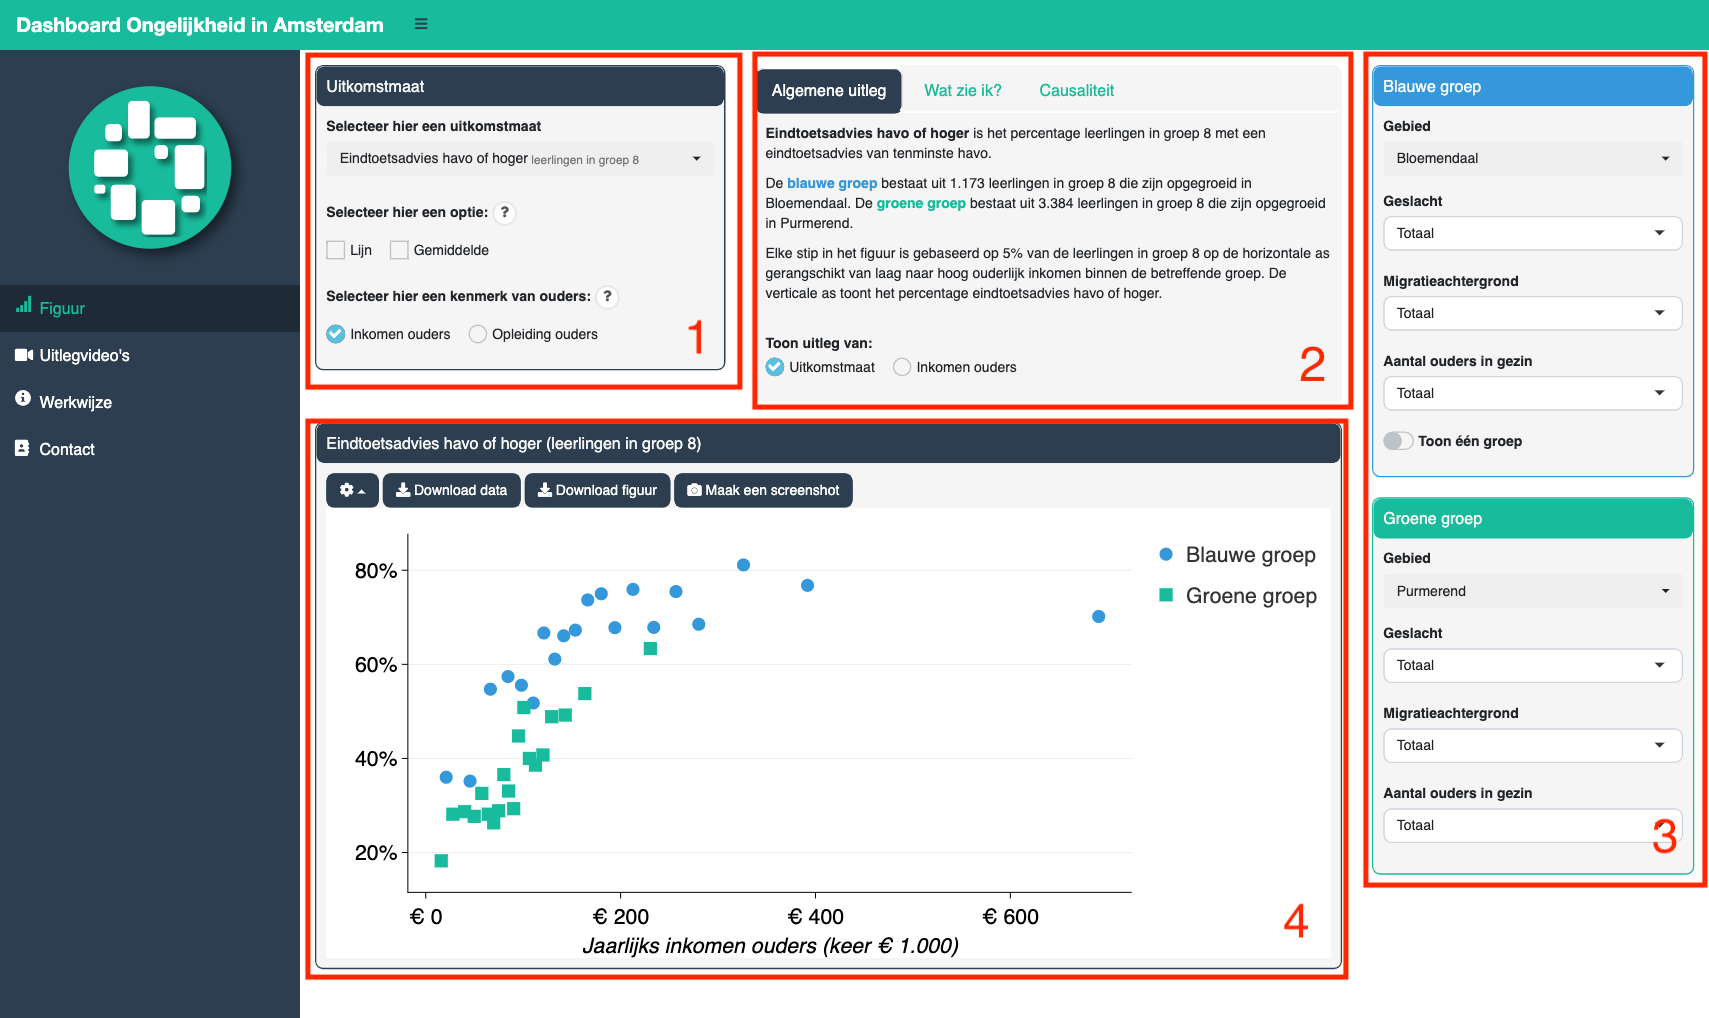 Dashboard Ongelijkheid in Amsterdam
Figuur
Uitlegvideo's
Werkwijze
Contact
Uitkomstmaat
Selecteer hier een uitkomstmaat
Eindtoetsadvies havo of hoger leerlingen in groep 8
Selecteer hier een optie: ?
Lijn Gemiddelde
Selecteer hier een kenmerk van ouders: ?
Inkomen ouders Opleiding ouders
1
Algemene uitleg Wat zie ik? Causaliteit
Eindtoetsadvies havo of hoger is het percentage leerlingen in groep 8 met een
eindtoetsadvies van tenminste havo.
De blauwe groep bestaat uit 1.173 leerlingen in groep 8 die zijn opgegroeid in
Bloemendaal. De groene groep bestaat uit 3.384 leerlingen in groep 8 die zijn opgegroeid
in Purmerend.
Elke stip in het figuur is gebaseerd op 5% van de leerlingen in groep 8 op de horizontale as
gerangschikt van laag naar hoog ouderlijk inkomen binnen de betreffende groep. De
verticale as toont het percentage eindtoetsadvies havo of hoger.
Toon uitleg van:
Uitkomstmaat Inkomen ouders
2
Blauwe groep
Gebied
Bloemendaal
Geslacht
Totaal
Migratieachtergrond
Totaal
Aantal ouders in gezin
Totaal
Toon één groep
Groene groep
Gebied
Purmerend
Geslacht
Totaal
Migratieachtergrond
Totaal
Aantal ouders in gezin
Totaal
3
Eindtoetsadvies havo of hoger (leerlingen in groep 8)
Download data Download figuur Maak een screenshot
Blauwe groep
Groene groep
80%
60%
40%
20%
€ 0 € 200 € 400 € 600
Jaarlijks inkomen ouders (keer € 1.000)
4